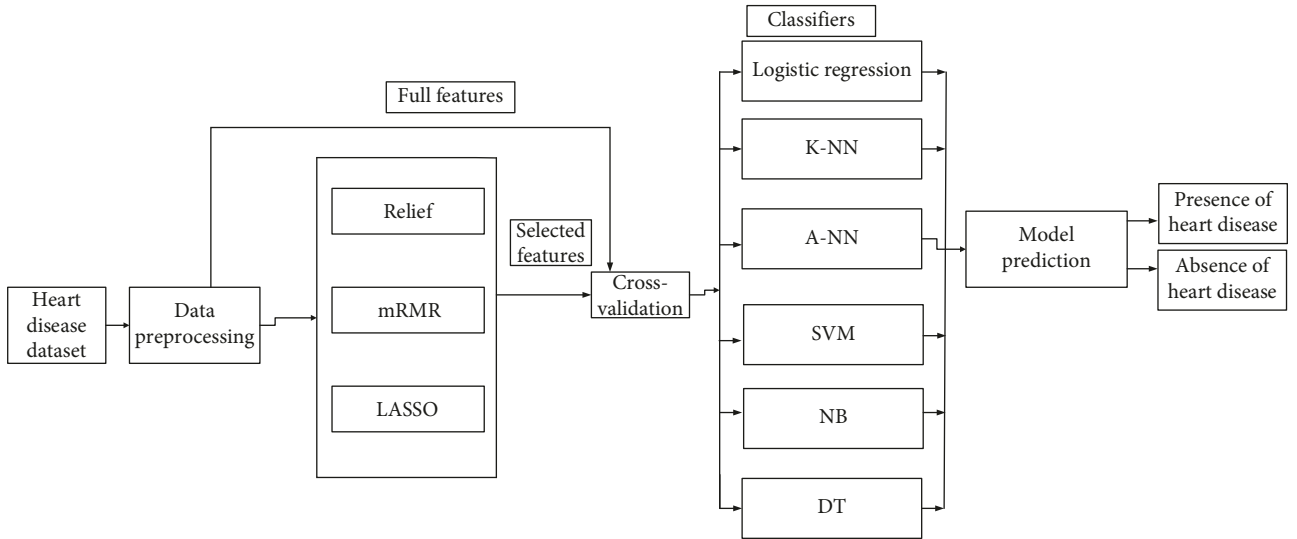 Heart
disease
dataset
Data
preprocessing
Full features
Relief
mRMR
LASSO
Selected
features
Cross-
validation
Classifiers
Logistic regression
K-NN
A-NN
SVM
NB
DT
Model
prediction
Presence of
heart disease
Absence of
heart disease